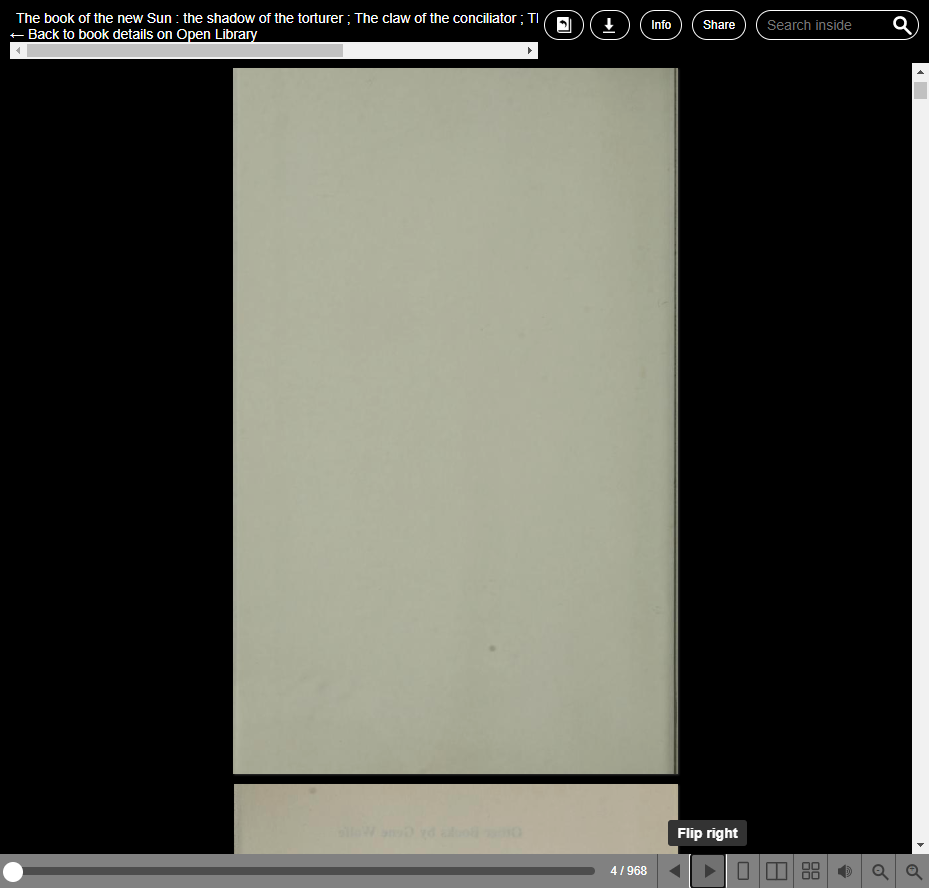 The book of the new Sun : the shadow of the torturer ; The claw of the conciliator ; Tl
← Back to book details on Open Library
Info
Share
Search inside
Other books by Gene Wolfe
Flip right
4 / 968